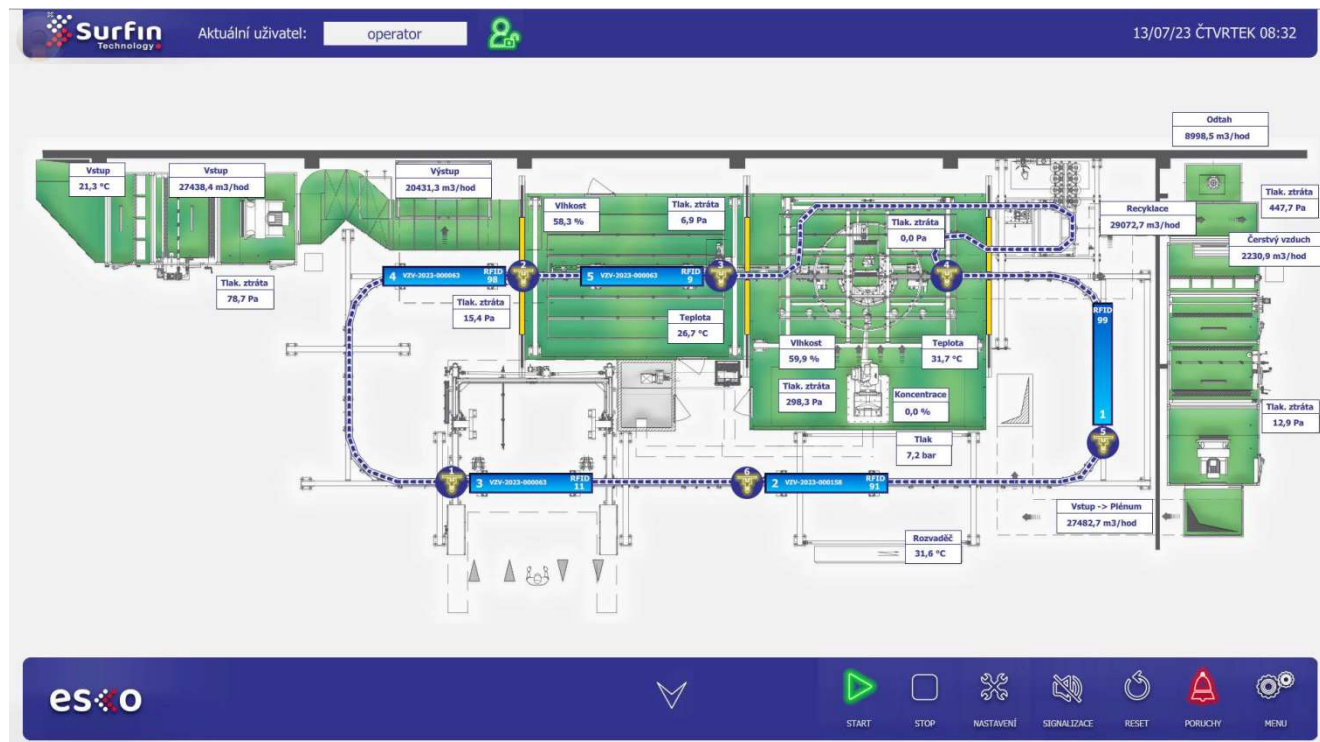 Surfin
Technology
Aktuální uživatel:
operator
13/07/23 ČTVRTEK 08:32
Odtah
8998,5 m3/hod
Vstup
21,3 °C
Vstup
27438,4 m3/hod
Výstup
20431,3 m3/hod
Vlhkost
58,3 %
Tlak. ztráta
6,9 Pa
Tlak. ztráta
0,0 Pa
Recyklace
29072,7 m3/hod
Tlak. ztráta
447,7 Pa
Čerstvý vzduch
2230,9 m3/hod
Tlak. ztráta
78,7 Pa
4 VZV-2023-000063 RFID 98
2
5 VZV-2023-000063 RFID 9
3
4
Tlak. ztráta
15,4 Pa
Teplota
26,7 °C
RFID
99
1
5
Vlhkost
59,9 %
Teplota
31,7 °C
Tlak. ztráta
298,3 Pa
Koncentrace
0,0 %
Tlak. ztráta
12,9 Pa
Tlak
7,2 bar
1
3 VZV-2023-000063 RFID 11
6
2 VZV-2023-000158 RFID 91
Vstup -> Plénum
27482,7 m3/hod
Rozvaděč
31,6 °C
esko
START
STOP
NASTAVENÍ
SIGNALIZACE
RESET
PORUCHY
MENU